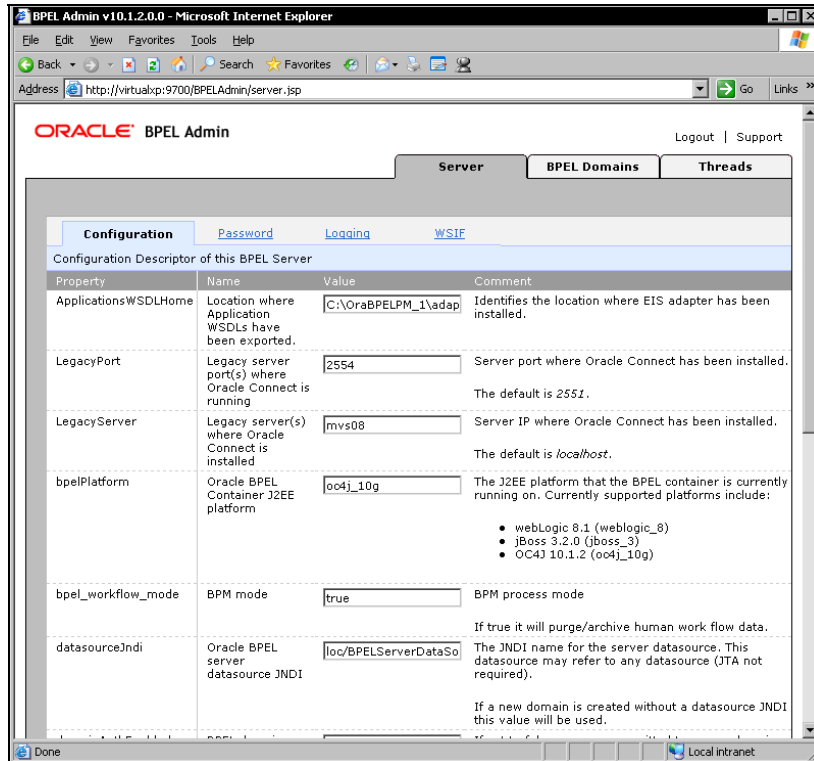 BPEL Admin v10.1.2.0.0 - Microsoft Internet Explorer
File Edit View Favorites Tools Help
Back Search Favorites
Address http://virtualxp:9700/BPELAdmin/server.jsp Go Links »
ORACLE BPEL Admin
Logout | Support
Server BPEL Domains Threads
Configuration Password Logging WSIF
Configuration Descriptor of this BPEL Server
Property Name Value Comment
ApplicationsWSDLHome Location where Application WSDLs have been exported. C:\OraBPELPM_1\adap Identifies the location where EIS adapter has been installed.
LegacyPort Legacy server port(s) where Oracle Connect is running 2554 Server port where Oracle Connect has been installed.
The default is 2551.
LegacyServer Legacy server(s) where Oracle Connect is installed mvs08 Server IP where Oracle Connect has been installed.
The default is localhost.
bpelPlatform Oracle BPEL Container J2EE platform oc4j_10g The J2EE platform that the BPEL container is currently running on. Currently supported platforms include:
• webLogic 8.1 (weblogic_8)
• jBoss 3.2.0 (jboss_3)
• OC4J 10.1.2 (oc4j_10g)
bpel_workflow_mode BPM mode true BPM process mode
If true it will purge/archive human work flow data.
datasourceJndi Oracle BPEL server datasource JNDI loc/BPELServerDataSo The JNDI name for the server datasource. This datasource may refer to any datasource (JTA not required).
If a new domain is created without a datasource JNDI this value will be used.
Done Local intranet